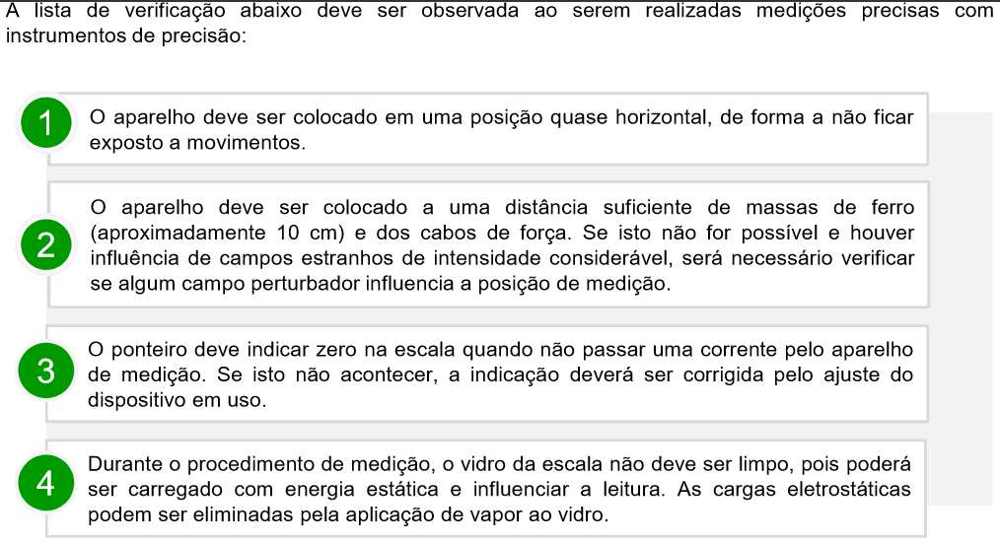 A lista de verificação abaixo deve ser observada ao serem realizadas medições precisas com
instrumentos de precisão:
1
O aparelho deve ser colocado em uma posição quase horizontal, de forma a não ficar
exposto a movimentos.
2
O aparelho deve ser colocado a uma distância suficiente de massas de ferro
(aproximadamente 10 cm) e dos cabos de força. Se isto não for possível e houver
influência de campos estranhos de intensidade considerável, será necessário verificar
se algum campo perturbador influencia a posição de medição.
3
O ponteiro deve indicar zero na escala quando não passar uma corrente pelo aparelho
de medição. Se isto não acontecer, a indicação deverá ser corrigida pelo ajuste do
dispositivo em uso.
4
Durante o procedimento de medição, o vidro da escala não deve ser limpo, pois poderá
ser carregado com energia estática e influenciar a leitura. As cargas eletrostáticas
podem ser eliminadas pela aplicação de vapor ao vidro.